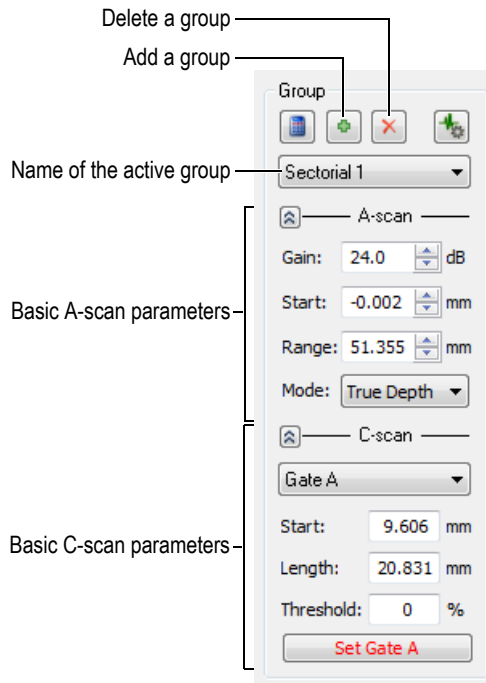 Delete a group
Add a group
Group
Name of the active group
Sectorial 1
A-scan
Gain: 24.0 dB
Start: -0.002 mm
Basic A-scan parameters
Range: 51.355 mm
Mode: True Depth
C-scan
Gate A
Start: 9.606 mm
Basic C-scan parameters
Length: 20.831 mm
Threshold: 0 %
Set Gate A